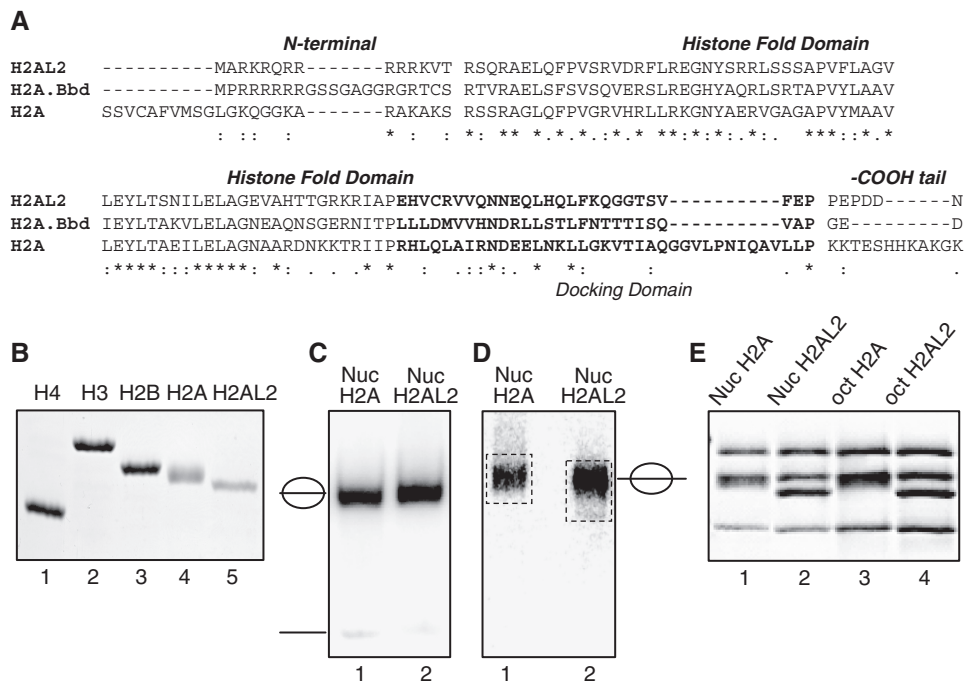 A
N-terminal Histone Fold Domain
H2AL2 ----------MARKRQRR-------RRRKVT RSQRAELQFPVSRVDRFLREGNYSRRLSSSAPVFLAGV
H2A.Bbd ----------MPRRRRRRGSSGAGGRGRTCS RTVRAELSFSVSQVERSLREGHYAQRLSRTAPVYLAAV
H2A SSVCAFVMSGLGKQGGKA-------RAKAKS RSSRAGLQFPVGRVHRLLRKGNYAERVGAGAPVYMAAV
: : : : * . * * : * * * * . * . : * . * * : * * : * : . * : . * * * : : * . *
Histone Fold Domain -COOH tail
H2AL2 LEYLTSNILELAGEVAHTTGRKRIAPEHVCRVVQNNEQLHQLFKQGGTSV----------FEP PEPDD------N
H2A.Bbd IEYLTAKVLELAGNEAQNSGERNITPLLLDMVVHNDRLLSTLFNTTTISQ----------VAP GE---------D
H2A LEYLTAEILELAGNAARDNKKTRIIPRHLQLAIRNDEELNKLLGKVTIAQGGVLPNIQAVLLP KKTESHHKAKGK
:****::*****: : . . . * * : . : : * : . * * : : . * : .
Docking Domain
B
H4 H3 H2B H2A H2AL2
1 2 3 4 5
C
Nuc H2A
Nuc H2AL2
1 2
D
Nuc H2A
Nuc H2AL2
1 2
E
Nuc H2A
Nuc H2AL2
oct H2A
oct H2AL2
1 2 3 4